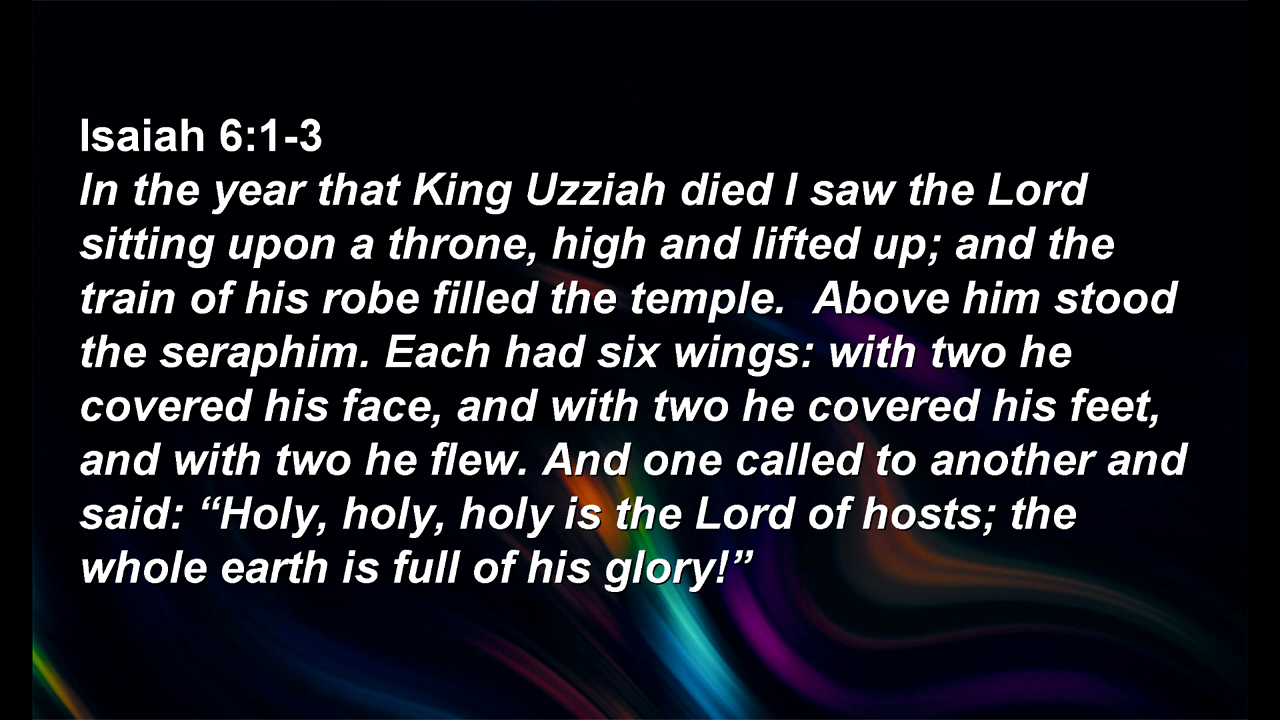 Isaiah 6:1-3
In the year that King Uzziah died I saw the Lord
sitting upon a throne, high and lifted up; and the
train of his robe filled the temple.  Above him stood
the seraphim. Each had six wings: with two he
covered his face, and with two he covered his feet,
and with two he flew. And one called to another and
said: “Holy, holy, holy is the Lord of hosts; the
whole earth is full of his glory!”